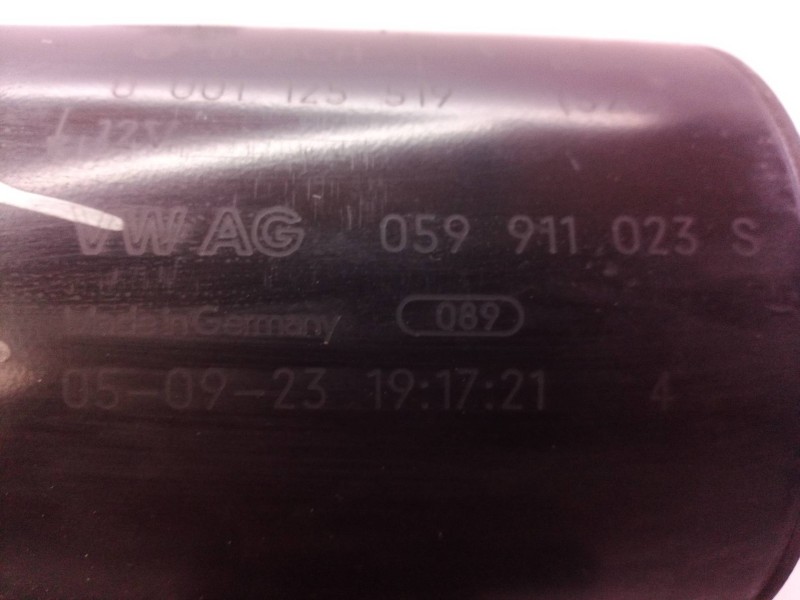 0 001 125 519
12V
VW AG 059 911 023 S
Made in Germany 089
05-09-23 19:17:21 4